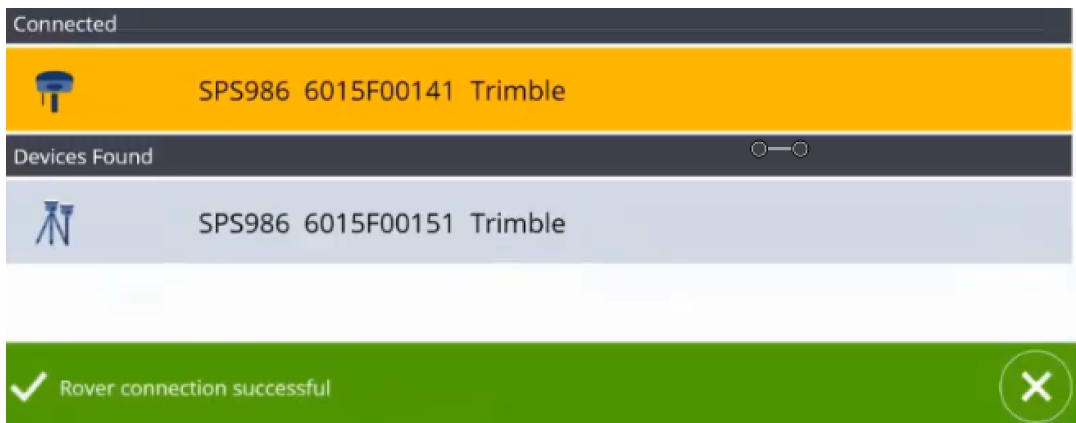 Connected
SPS986 6015F00141 Trimble
Devices Found
SPS986 6015F00151 Trimble
Rover connection successful